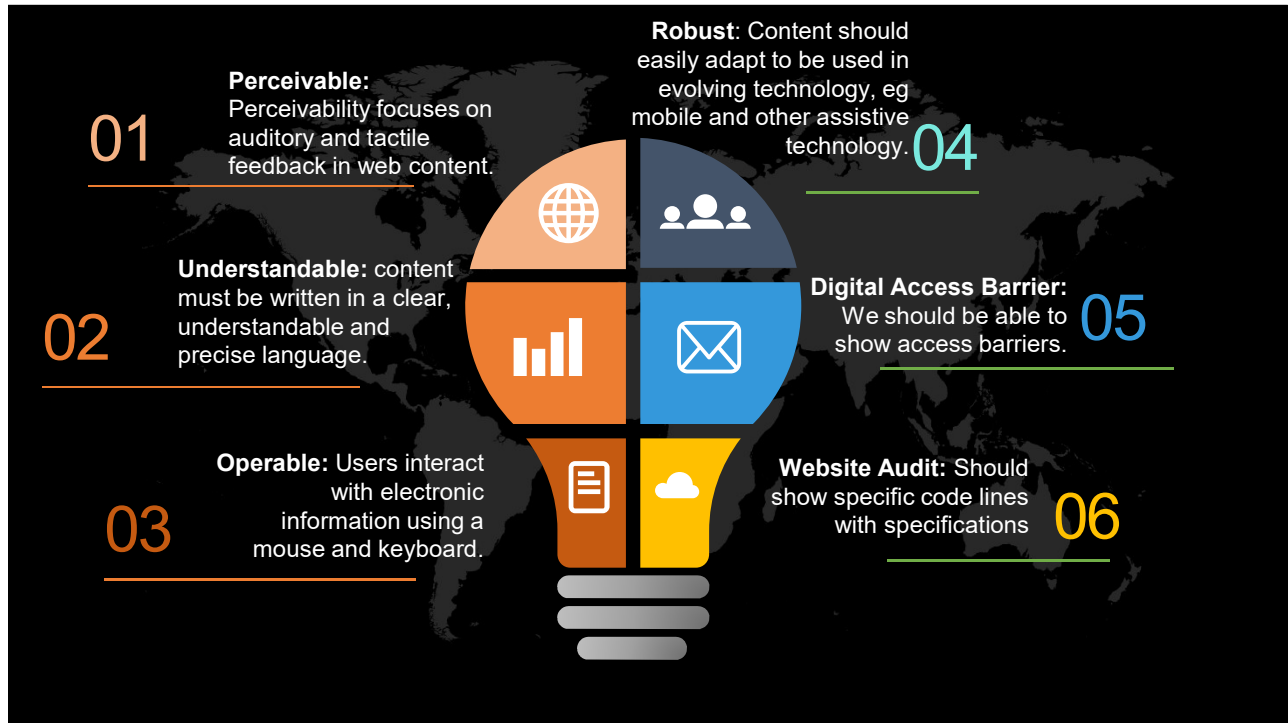 01
Perceivable:
Perceivability focuses on
auditory and tactile
feedback in web content.
02
Understandable: content
must be written in a clear,
understandable and
precise language.
03
Operable: Users interact
with electronic
information using a
mouse and keyboard.
Robust: Content should
easily adapt to be used in
evolving technology, eg
mobile and other assistive
technology.
04
Digital Access Barrier:
We should be able to
show access barriers.
05
Website Audit: Should
show specific code lines
with specifications
06